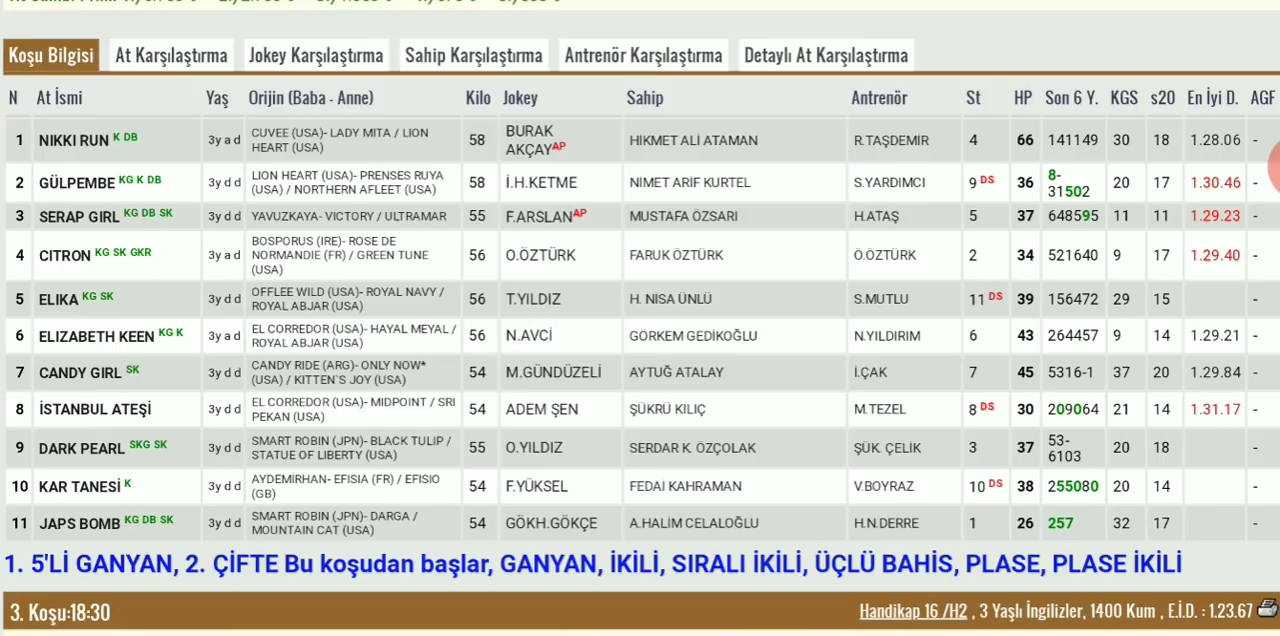 Koşu Bilgisi At Karşılaştırma Jokey Karşılaştırma Sahip Karşılaştırma Antrenör Karşılaştırma Detaylı At Karşılaştırma
N At İsmi Yaş Orijin (Baba - Anne) Kilo Jokey Sahip Antrenör St HP Son 6 Y. KGS s20 En İyi D. AGF
1 NIKKI RUN K DB 3y a d CUVEE (USA)- LADY MITA / LION HEART (USA) 58 BURAK AKÇAY AP HİKMET ALİ ATAMAN R.TAŞDEMİR 4 66 141149 30 18 1.28.06 -
2 GÜLPEMBE KG K DB 3y d d LION HEART (USA)- PRENSES RUYA (USA) / NORTHERN AFLEET (USA) 58 İ.H.KETME NİMET ARİF KURTEL S.YARDIMCI 9 DS 36 8-31502 20 17 1.30.46 -
3 SERAP GIRL KG DB SK 3y d d YAVUZKAYA- VICTORY / ULTRAMAR 55 F.ARSLAN AP MUSTAFA ÖZSARI H.ATAŞ 5 37 648595 11 11 1.29.23 -
4 CITRON KG SK GKR 3y a d BOSPORUS (IRE)- ROSE DE NORMANDIE (FR) / GREEN TUNE (USA) 56 O.ÖZTÜRK FARUK ÖZTÜRK Ö.ÖZTÜRK 2 34 521640 9 17 1.29.40 -
5 ELIKA KG SK 3y d d OFFLEE WILD (USA)- ROYAL NAVY / ROYAL ABJAR (USA) 56 T.YILDIZ H. NİSA ÜNLÜ S.MUTLU 11 DS 39 156472 29 15 -
6 ELIZABETH KEEN KG K 3y a d EL CORREDOR (USA)- HAYAL MEYAL / ROYAL ABJAR (USA) 56 N.AVCİ GÖRKEM GEDİKOĞLU N.YILDIRIM 6 43 264457 9 14 1.29.21 -
7 CANDY GIRL SK 3y d d CANDY RIDE (ARG)- ONLY NOW* (USA) / KITTEN`S JOY (USA) 54 M.GÜNDÜZELİ AYTUĞ ATALAY İ.ÇAK 7 45 5316-1 37 20 1.29.84 -
8 İSTANBUL ATEŞİ 3y d d EL CORREDOR (USA)- MIDPOINT / SRI PEKAN (USA) 54 ADEM ŞEN ŞÜKRÜ KILIÇ M.TEZEL 8 DS 30 209064 21 14 1.31.17 -
9 DARK PEARL SKG SK 3y d d SMART ROBIN (JPN)- BLACK TULIP / STATUE OF LIBERTY (USA) 55 O.YILDIZ SERDAR K. ÖZÇOLAK ŞÜK. ÇELİK 3 37 53-6103 20 18 -
10 KAR TANESİ K 3y d d AYDEMİRHAN- EFISIA (FR) / EFISIO (GB) 54 F.YÜKSEL FEDAİ KAHRAMAN V.BOYRAZ 10 DS 38 255080 20 14 -
11 JAPS BOMB KG DB SK 3y d d SMART ROBIN (JPN)- DARGA / MOUNTAIN CAT (USA) 54 GÖKH.GÖKÇE A.HALİM CELALOĞLU H.N.DERRE 1 26 257 32 17 -
1. 5'Lİ GANYAN, 2. ÇİFTE Bu koşudan başlar, GANYAN, İKİLİ, SIRALI İKİLİ, ÜÇLÜ BAHİS, PLASE, PLASE İKİLİ
3. Koşu:18:30 Handikap 16 /H2 , 3 Yaşlı İngilizler, 1400 Kum , E.İ.D. : 1.23.67